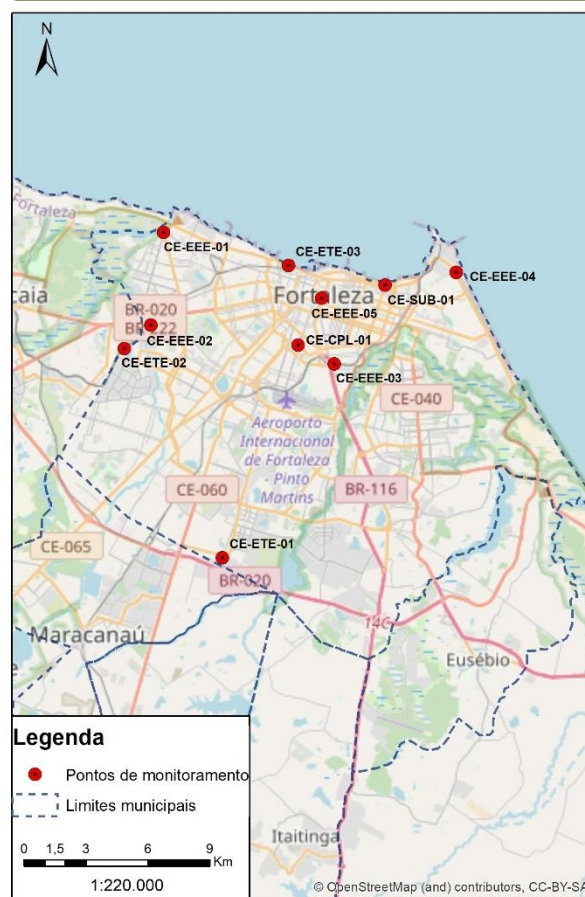 N
Fortaleza
CE-EEE-01
CE-ETE-03
CE-EEE-04
Fortaleza
CE-SUB-01
caia
CE-EEE-05
BR-020
BR-222
CE-EEE-02
CE-CPL-01
CE-ETE-02
CE-EEE-03
CE-040
Aeroporto
Internacional
de Fortaleza
- Pinto
Martins
CE-060
BR-116
CE-065
CE-ETE-01
BR-020
14C
Maracanaú
Eusébio
Legenda
Pontos de monitoramento
Limites municipais
0 1,5 3 6 9
Km
1:220.000
Itaitinga
© OpenStreetMap (and) contributors, CC-BY-SA